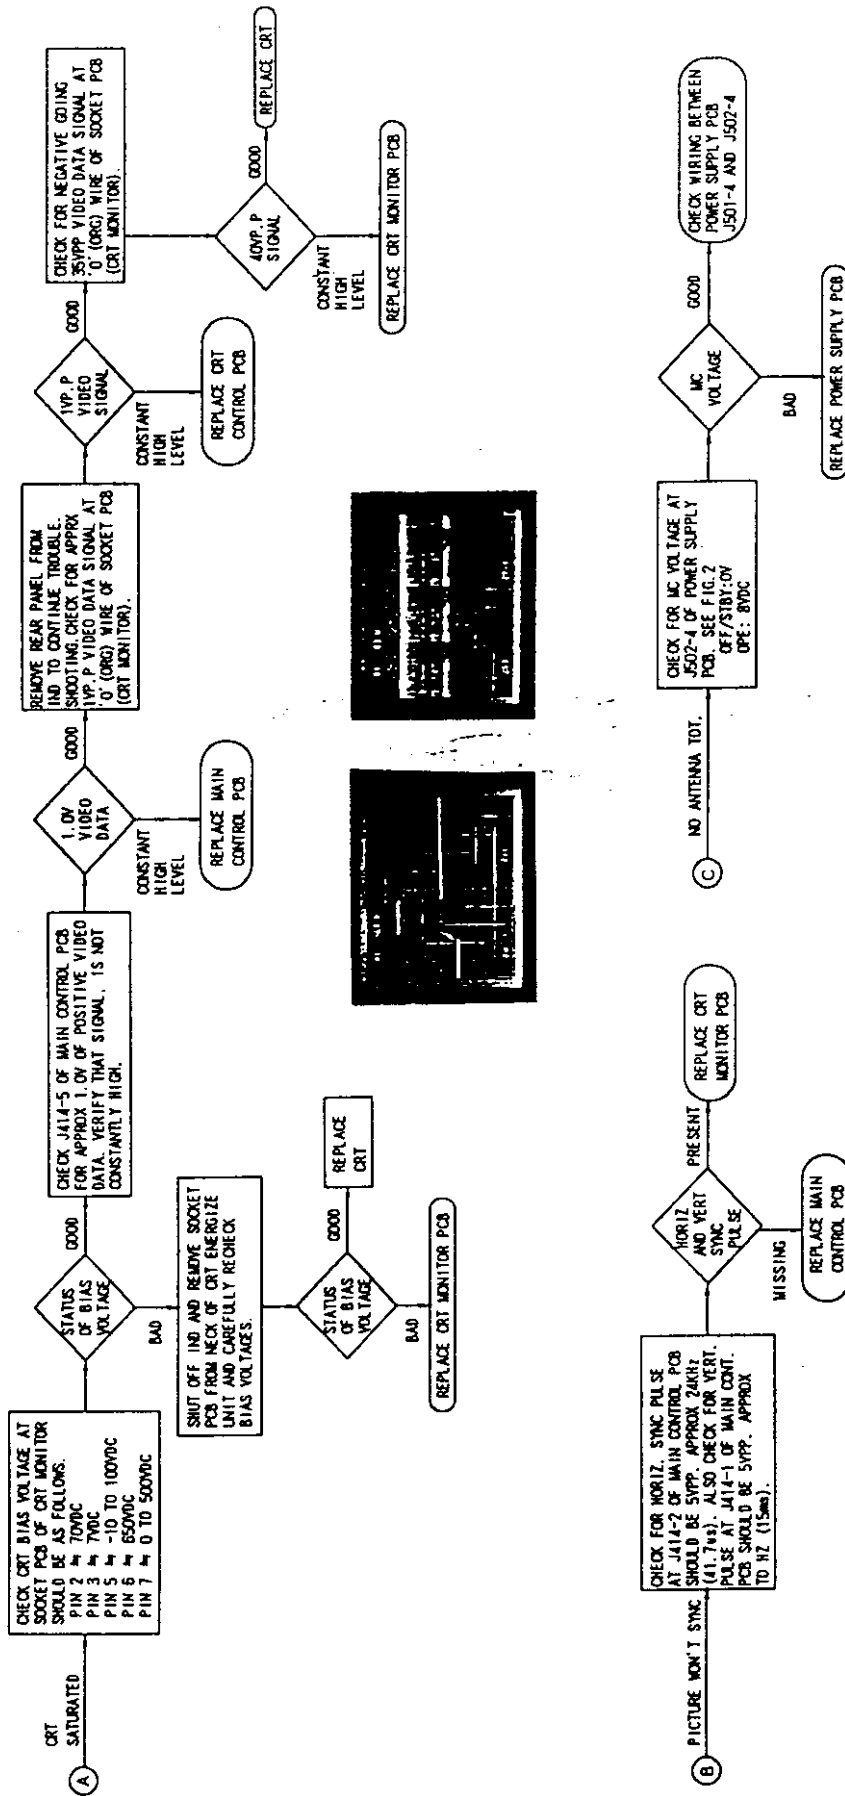 A
CRT
SATURATED
CHECK CRT BIAS VOLTAGE AT
SOCKET PCB OF CRT MONITOR
SHOULD BE AS FOLLOWS.
PIN 2 ≒ 70VDC
PIN 3 ≒ 7VDC
PIN 5 ≒ -10 TO 100VDC
PIN 6 ≒ 650VDC
PIN 7 ≒ 0 TO 500VDC
STATUS
OF BIAS
VOLTAGE
GOOD
BAD
SHUT OFF IND AND REMOVE SOCKET
PCB FROM NECK OF CRT ENERGIZE
UNIT AND CAREFULLY RECHECK
BIAS VOLTAGES.
STATUS
OF BIAS
VOLTAGE
GOOD
REPLACE
CRT
BAD
REPLACE CRT MONITOR PCB
CHECK J414-5 OF MAIN CONTROL PCB
FOR APPROX 1.0V OF POSITIVE VIDEO
DATA. VERIFY THAT SIGNAL, IS NOT
CONSTANTLY HIGH.
1.0V
VIDEO
DATA
GOOD
CONSTANT
HIGH
LEVEL
REPLACE MAIN
CONTROL PCB
REMOVE REAR PANEL FROM
IND TO CONTINUE TROUBLE.
SHOOTING.CHECK FOR APPRX
1VP.P VIDEO DATA SIGNAL AT
'O' (ORG) WIRE OF SOCKET PCB
(CRT MONITOR).
1VP.P
VIDEO
SIGNAL
GOOD
CONSTANT
HIGH
LEVEL
REPLACE CRT
CONTROL PCB
CHECK FOR NEGATIVE GOING
35VPP VIDEO DATA SIGNAL AT
'O' (ORG) WIRE OF SOCKET PCB
(CRT MONITOR).
40VP.P
SIGNAL
GOOD
REPLACE CRT
CONSTANT
HIGH
LEVEL
REPLACE CRT MONITOR PCB
B
PICTURE WON'T SYNC
CHECK FOR HORIZ. SYNC PULSE
AT J414-2 OF MAIN CONTROL PCB
SHOULD BE 5VPP. APPROX 24KHz
(41.7us). ALSO CHECK FOR VERT.
PULSE AT J414-1 OF MAIN CONT.
PCB SHOULD BE 5VPP. APPROX
TO HZ (15ms).
HORIZ
AND VERT
SYNC
PULSE
PRESENT
REPLACE CRT
MONITOR PCB
MISSING
REPLACE MAIN
CONTROL PCB
C
NO ANTENNA TOT.
CHECK FOR MC VOLTAGE AT
J502-4 OF POWER SUPPLY
PCB. SEE FIG.2
OFF/STBY:0V
OPE: 8VDC
MC
VOLTAGE
GOOD
CHECK WIRING BETWEEN
POWER SUPPLY PCB
J501-4 AND J502-4
BAD
REPLACE POWER SUPPLY PCB